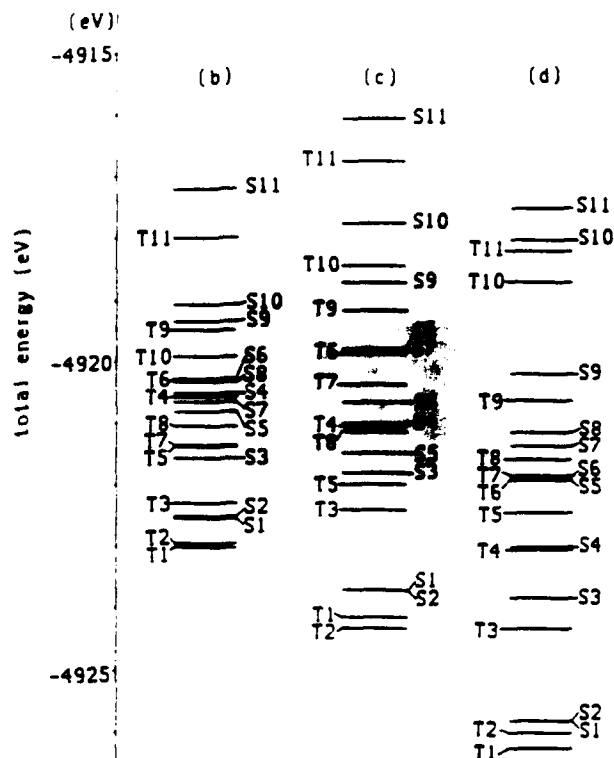 (eV)
-4915
(b)
(c)
(d)
total energy (eV)
-4920
-4925
S11
T11
S10
S9
T9
T10
S6
S8
T6
T4
S4
S7
T8
S5
T7
T5
S3
T3
S2
S1
T2
T1
S11
T11
S10
T10
S9
T9
T6
T7
T4
T8
S5
S3
T5
T3
S1
S2
T1
T2
S11
S10
T11
T10
S9
T9
S8
S7
T8
S6
T7
S5
T6
T5
S4
T4
S3
T3
S2
T2
S1
T1